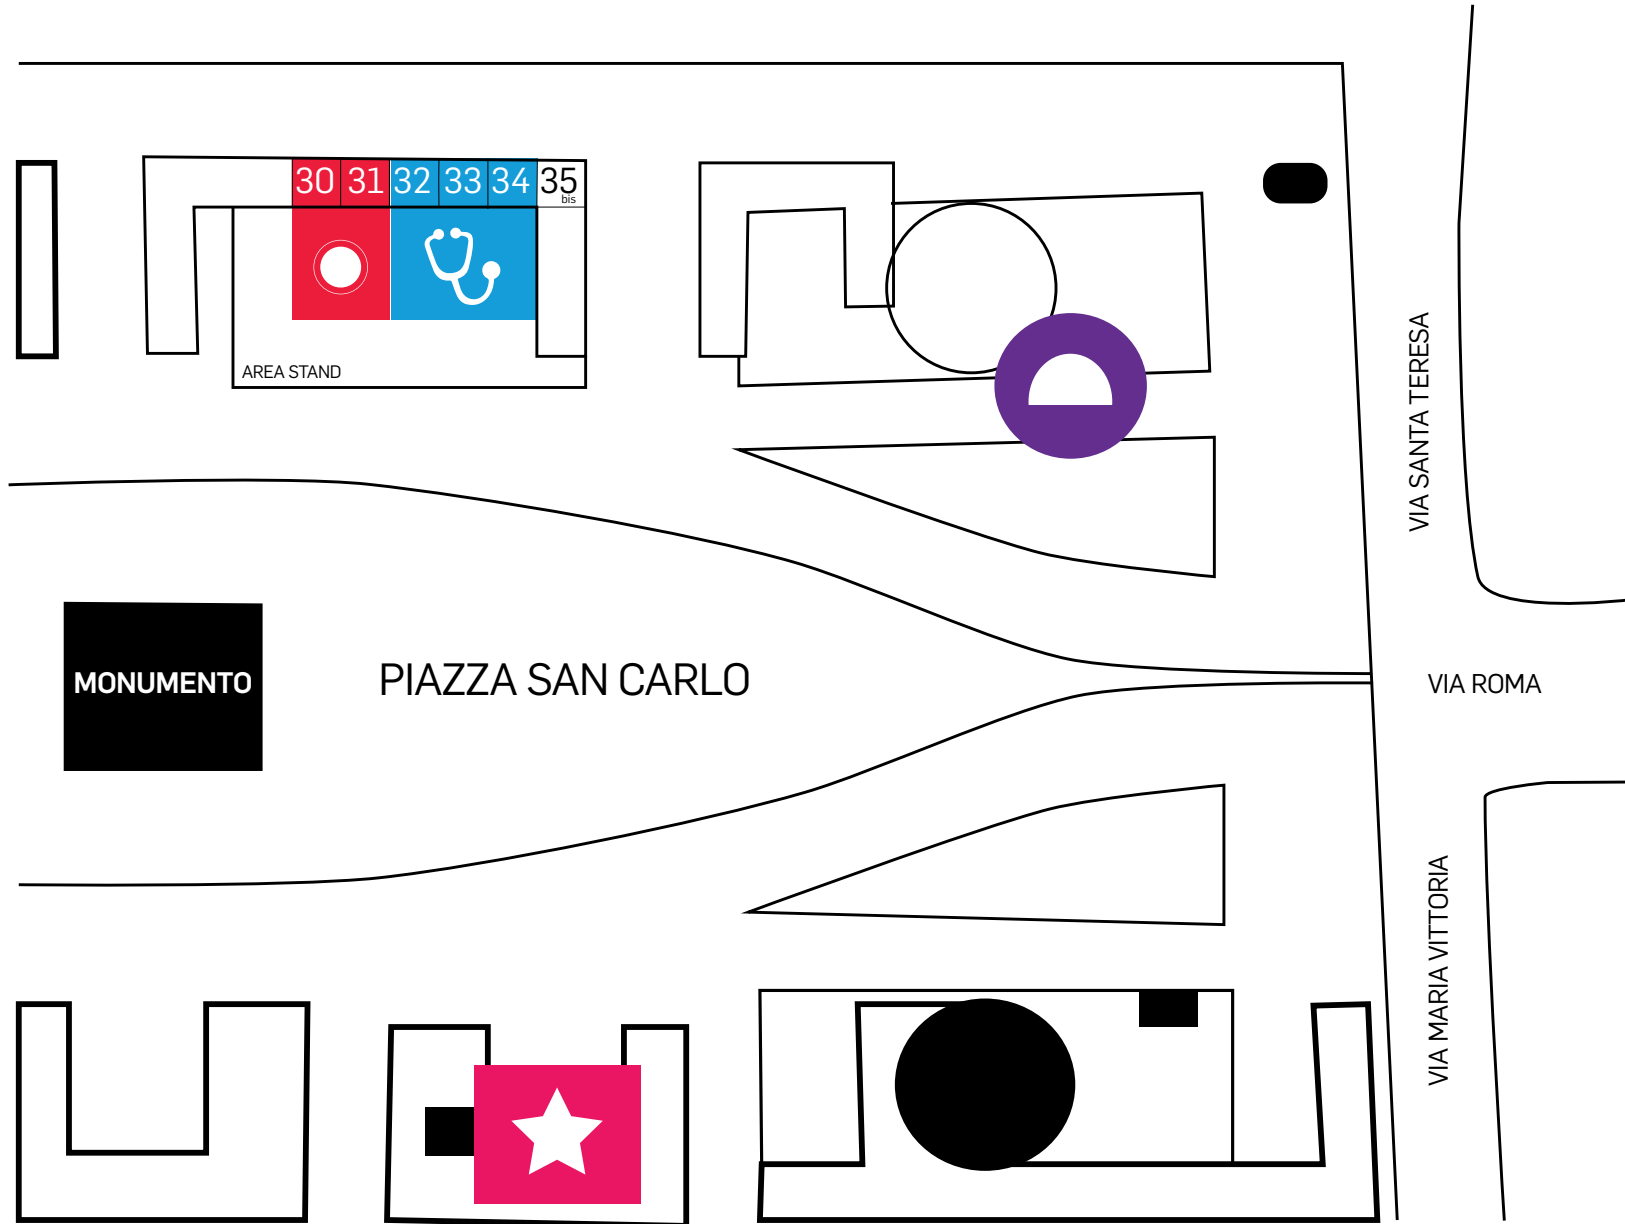 30 31 32 33 34 35
bis
AREA STAND
VIA SANTA TERESA
MONUMENTO
PIAZZA SAN CARLO
VIA ROMA
VIA MARIA VITTORIA